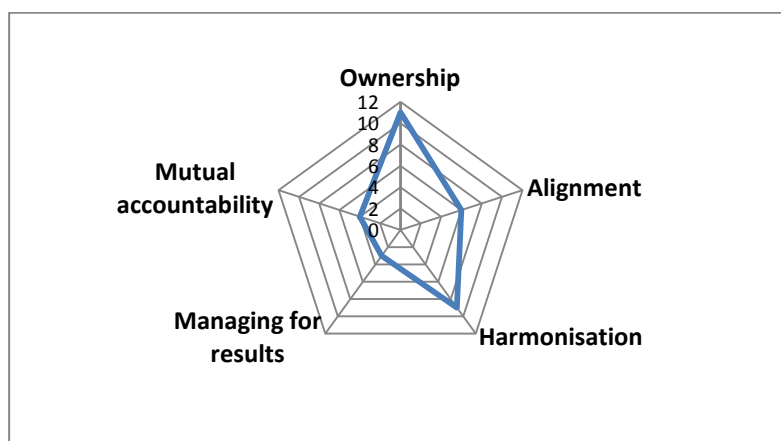 Ownership
12
10
8
6
4
2
0
Mutual
accountability
Alignment
Managing for
results
Harmonisation